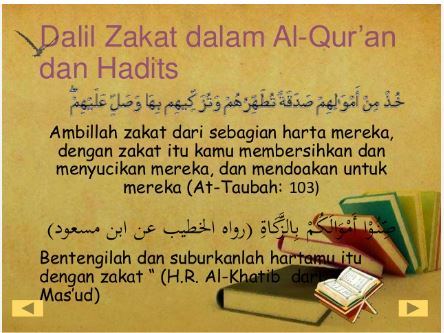 Dalil Zakat dalam Al-Qur'an
dan Hadits
خُذْ مِنْ أَمْوَٰلِهِمْ صَدَقَةً تُطَهِّرُهُمْ وَتُزَكِّيهِم بِهَا وَصَلِّ عَلَيْهِمْ ۖ
Ambillah zakat dari sebagian harta mereka,
dengan zakat itu kamu membersihkan dan
menyucikan mereka, dan mendoakan untuk
mereka (At-Taubah: 103)
أَمْوَالَكُمْ بِالزَّكَاةِ (رواه الخطيب عن ابن مسعود)
Bentengilah dan suburkanlah hartamu itu
dengan zakat " (H.R. Al-Khatib dari
Mas'ud)